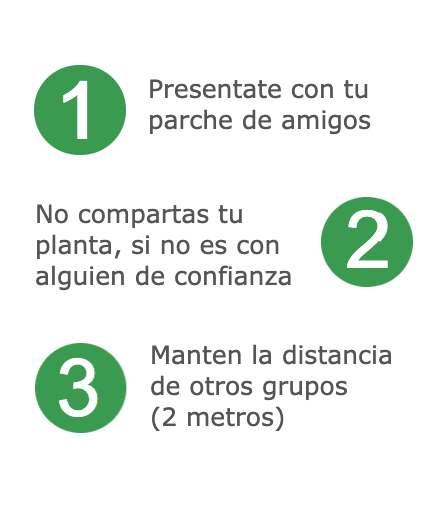 1
Presentate con tu
parche de amigos
No compartas tu
planta, si no es con
alguien de confianza
2
3
Manten la distancia
de otros grupos
(2 metros)